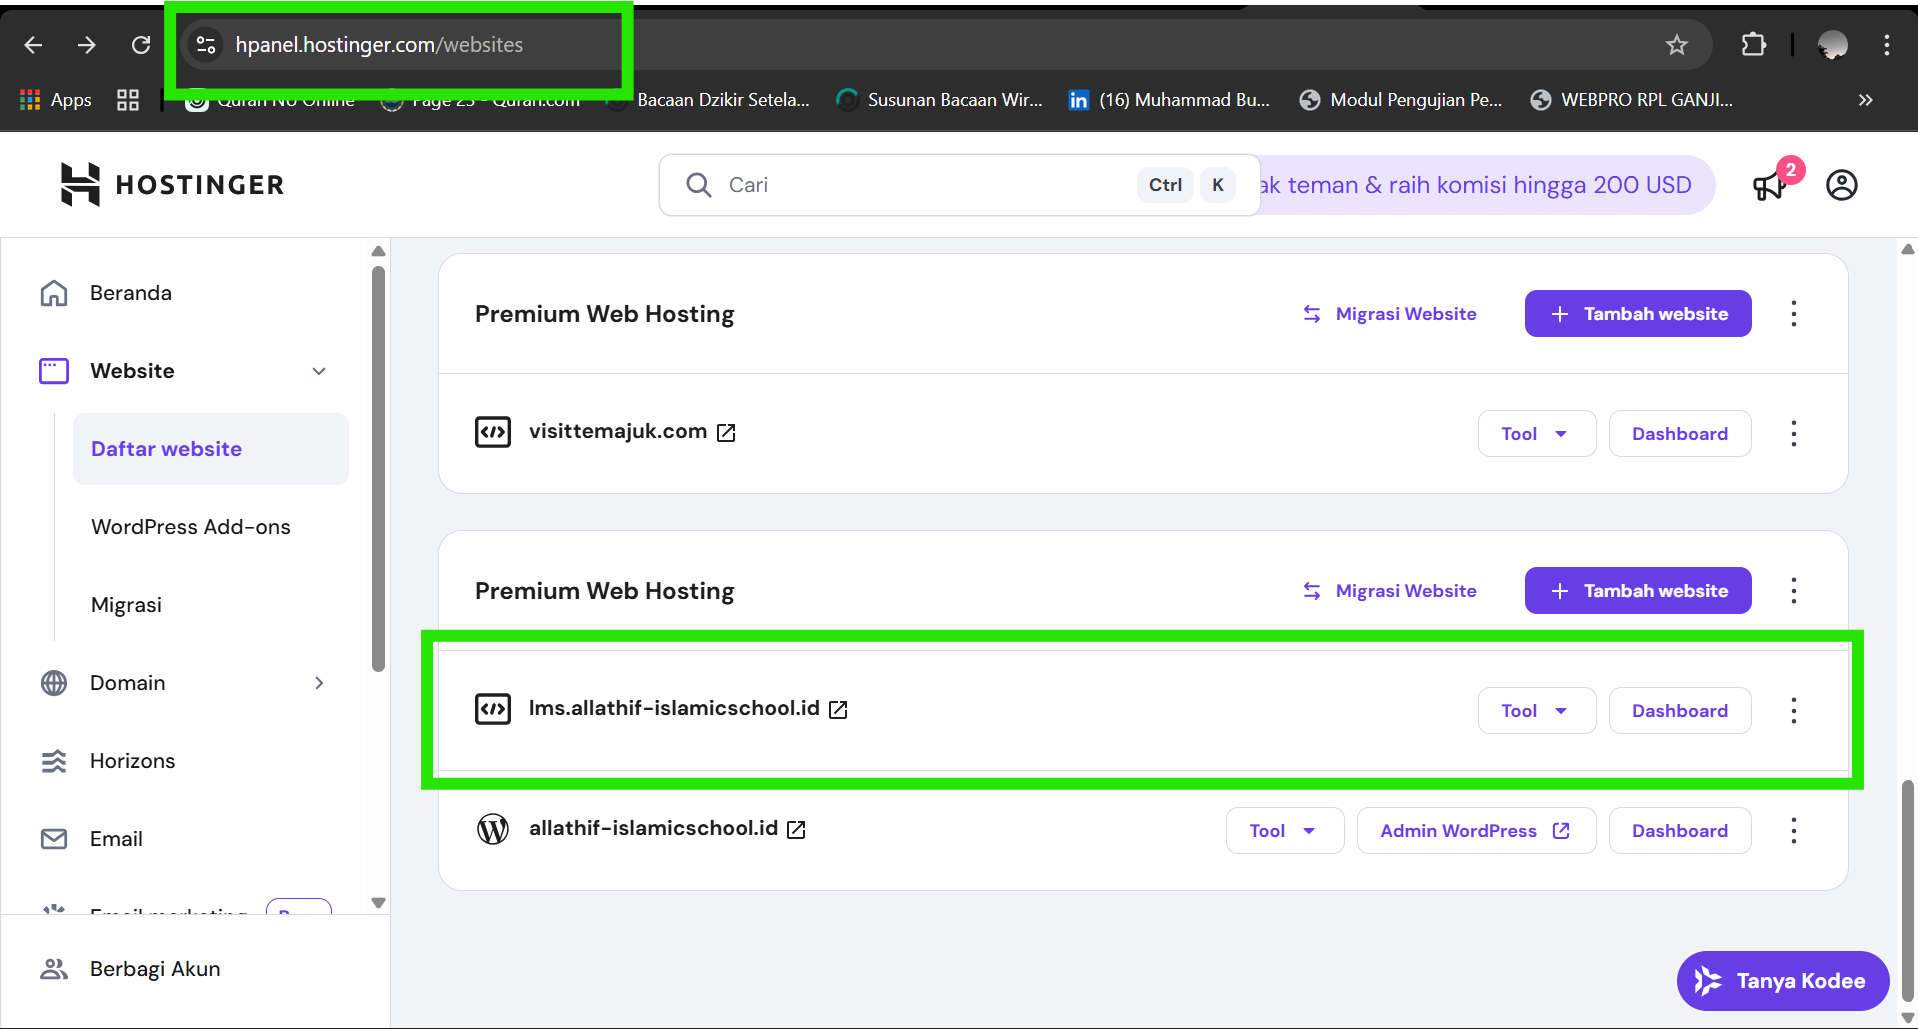 hpanel.hostinger.com/websites
Apps
Quran NU Online
Page 23 - Quran.com
Bacaan Dzikir Setela...
Susunan Bacaan Wir...
(16) Muhammad Bu...
Modul Pengujian Pe...
WEBPRO RPL GANJI...
HOSTINGER
Cari
Ctrl
K
ak teman & raih komisi hingga 200 USD
2
Beranda
Website
Daftar website
WordPress Add-ons
Migrasi
Domain
Horizons
Email
Email marketing
Berbagi Akun
Premium Web Hosting
Migrasi Website
Tambah website
visittemajuk.com
Tool
Dashboard
Premium Web Hosting
Migrasi Website
Tambah website
lms.allathif-islamicschool.id
Tool
Dashboard
allathif-islamicschool.id
Tool
Admin WordPress
Dashboard
Tanya Kodee